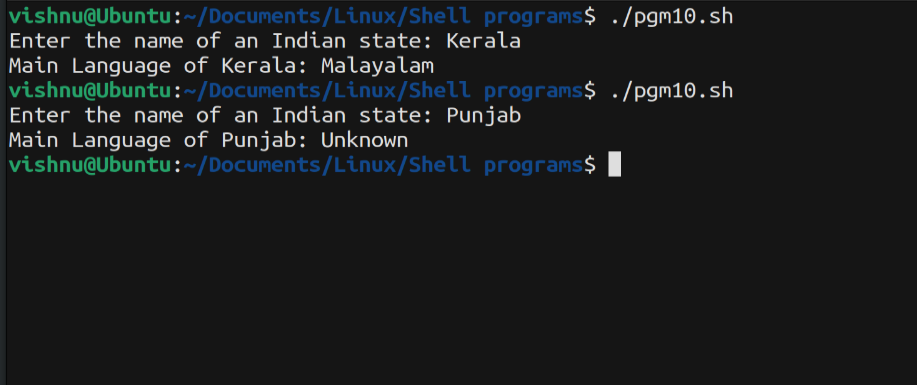 vishnu@Ubuntu:~/Documents/Linux/Shell programs$ ./pgm10.sh
Enter the name of an Indian state: Kerala
Main Language of Kerala: Malayalam
vishnu@Ubuntu:~/Documents/Linux/Shell programs$ ./pgm10.sh
Enter the name of an Indian state: Punjab
Main Language of Punjab: Unknown
vishnu@Ubuntu:~/Documents/Linux/Shell programs$